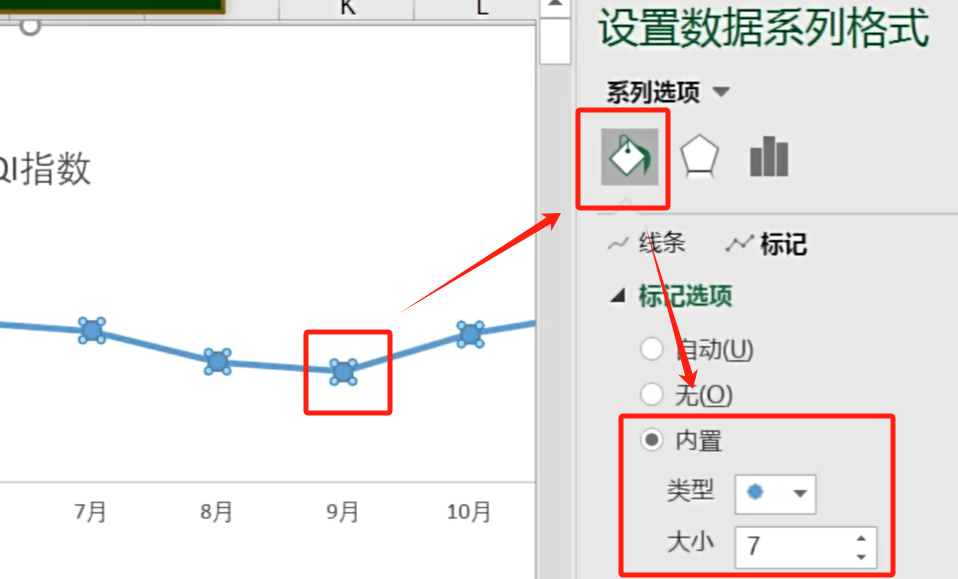 K
L
设置数据系列格式
系列选项
QI指数
线条
标记
标记选项
自动(U)
无(O)
内置
类型
大小
7
7月
8月
9月
10月